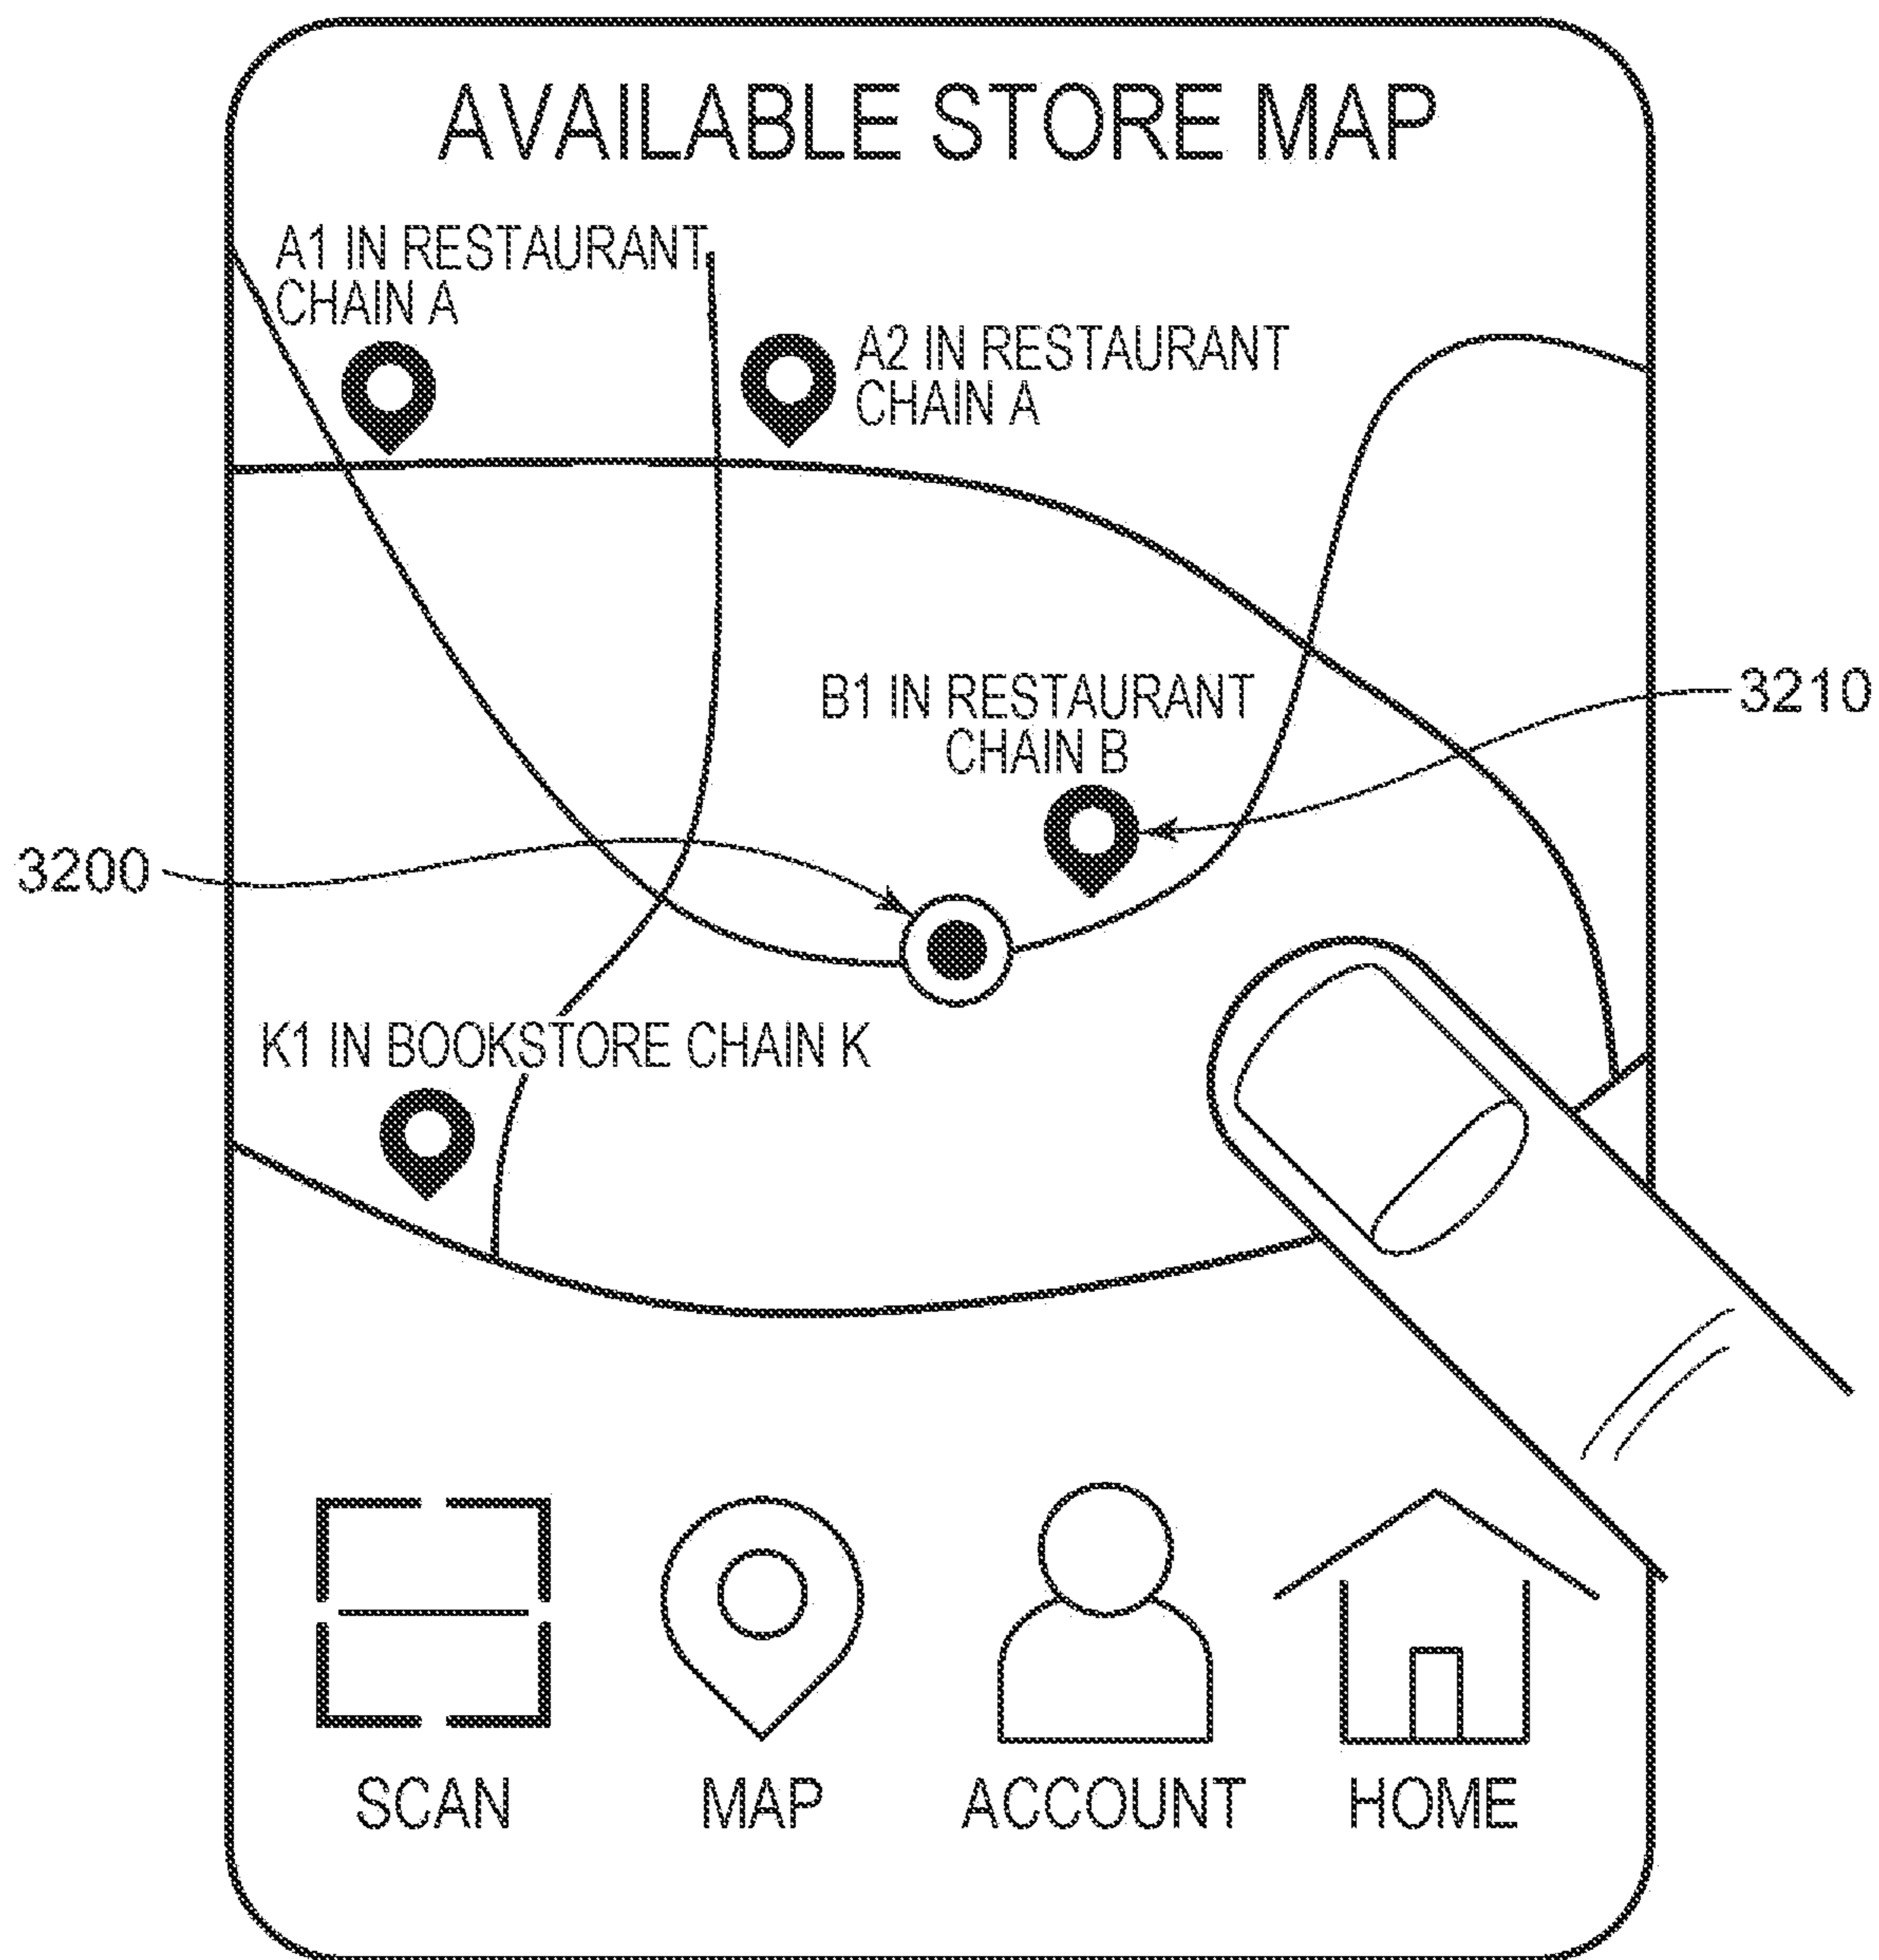 AVAILABLE STORE MAP
A1 IN RESTAURANT
CHAIN A
A2 IN RESTAURANT
CHAIN A
B1 IN RESTAURANT
CHAIN B
3210
3200
K1 IN BOOKSTORE CHAIN K
SCAN
MAP
ACCOUNT
HOME